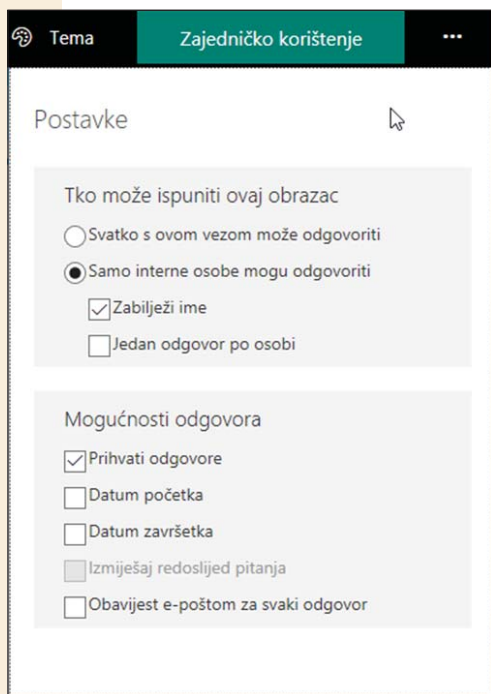 Tema
Zajedničko korištenje
...
Postavke
Tko može ispuniti ovaj obrazac
Svatko s ovom vezom može odgovoriti
Samo interne osobe mogu odgovoriti
Zabilježi ime
Jedan odgovor po osobi
Mogućnosti odgovora
Prihvati odgovore
Datum početka
Datum završetka
Izmiješaj redoslijed pitanja
Obavijest e-poštom za svaki odgovor